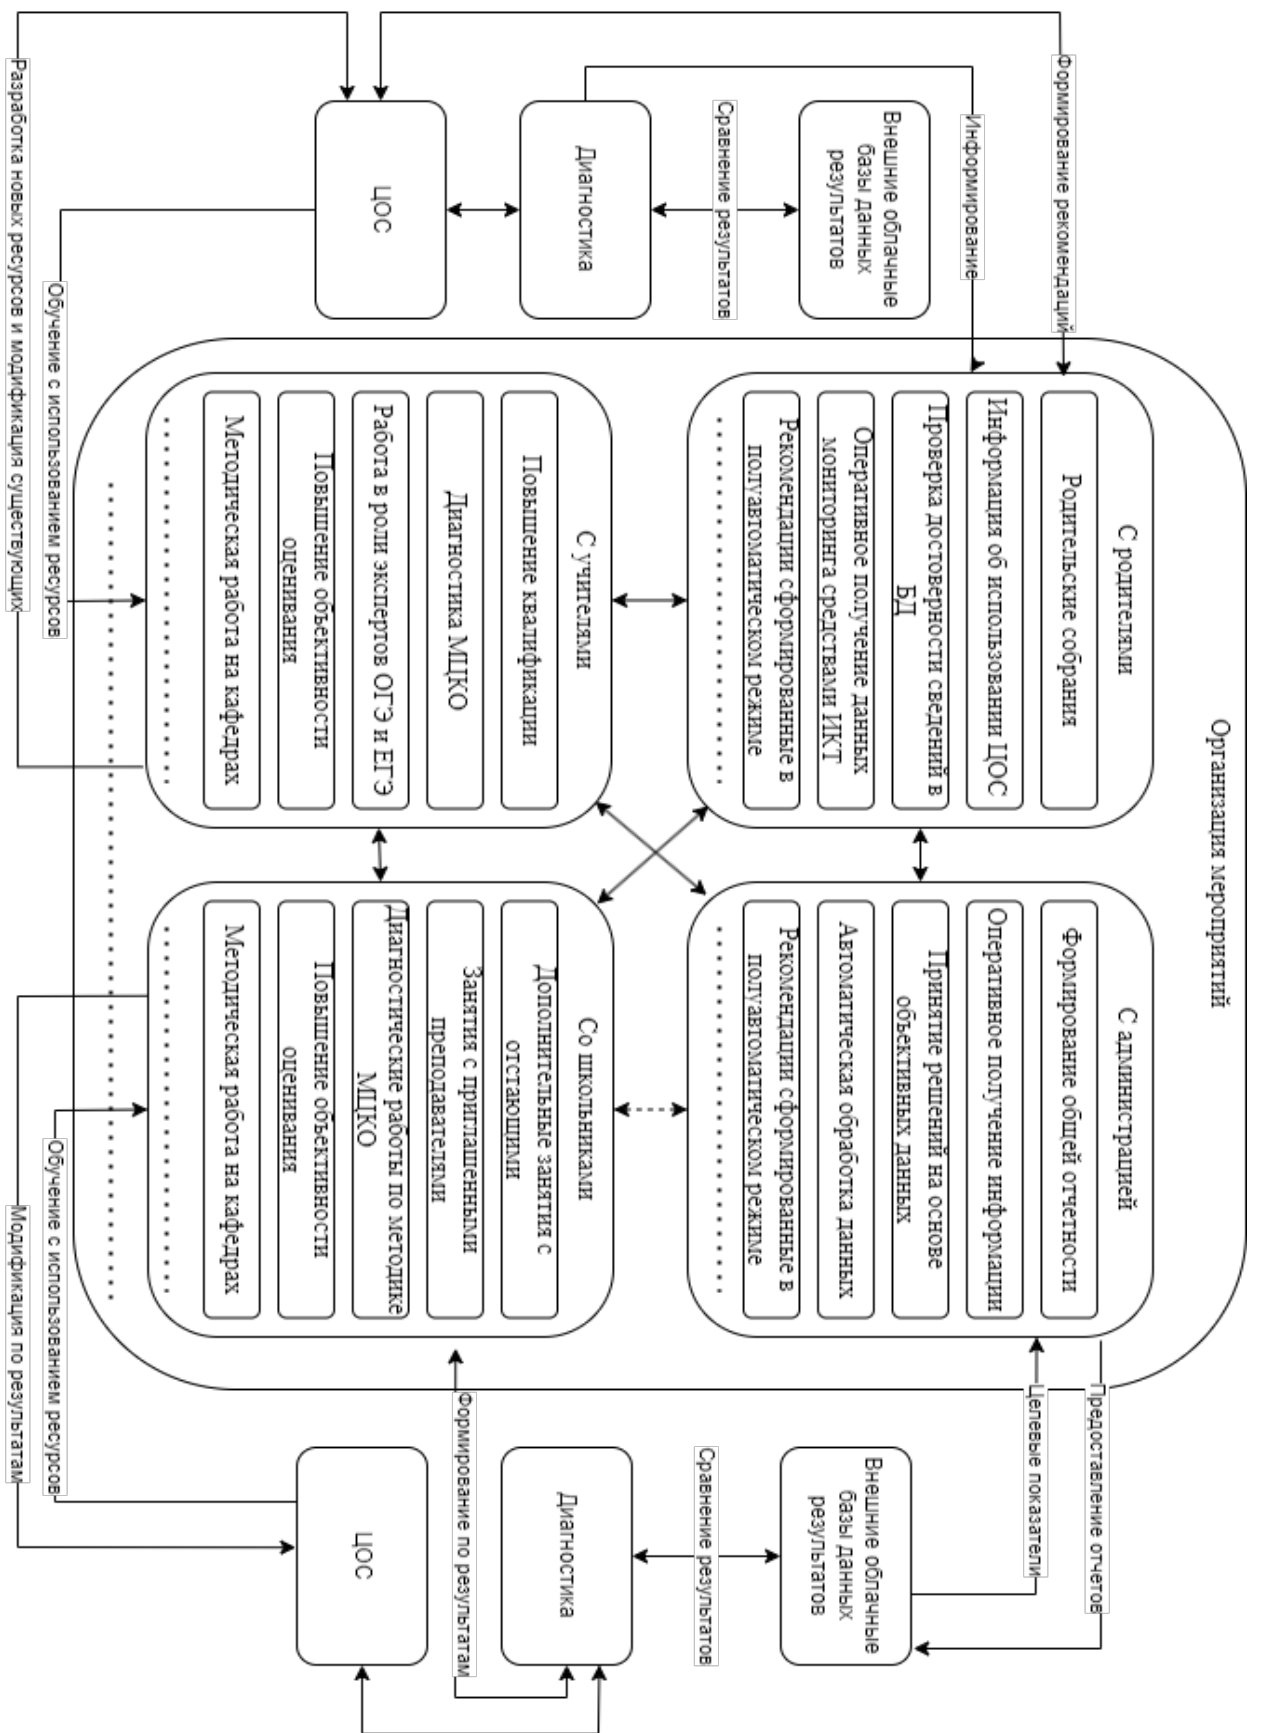 Организация мероприятий
Формирование рекомендаций
Информирование
Внешние облачные
базы данных
результатов
Сравнение результатов
Диагностика
ЦОС
Обучение с использованием ресурсов
Разработка новых ресурсов и модификация существующих
С родителями
Родительские собрания
Информация об использовании ЦОС
Проверка достоверности сведений в
БД
Оперативное получение данных
мониторинга средствами ИКТ
Рекомендации сформированные в
полуавтоматическом режиме
С администрацией
Формирование общей отчетности
Оперативное получение информации
Принятие решений на основе
объективных данных
Автоматическая обработка данных
Рекомендации сформированные в
полуавтоматическом режиме
С учителями
Повышение квалификации
Диагностика МЦКО
Работа в роли экспертов ОГЭ и ЕГЭ
Повышение объективности
оценивания
Методическая работа на кафедрах
Со школьниками
Дополнительные занятия с
отстающими
Занятия с приглашенными
преподавателями
Диагностические работы по методике
МЦКО
Повышение объективности
оценивания
Методическая работа на кафедрах
Предоставление отчетов
Целевые показатели
Внешние облачные
базы данных
результатов
Сравнение результатов
Диагностика
Формирование по результатам
ЦОС
Обучение с использованием ресурсов
Модификация по результатам